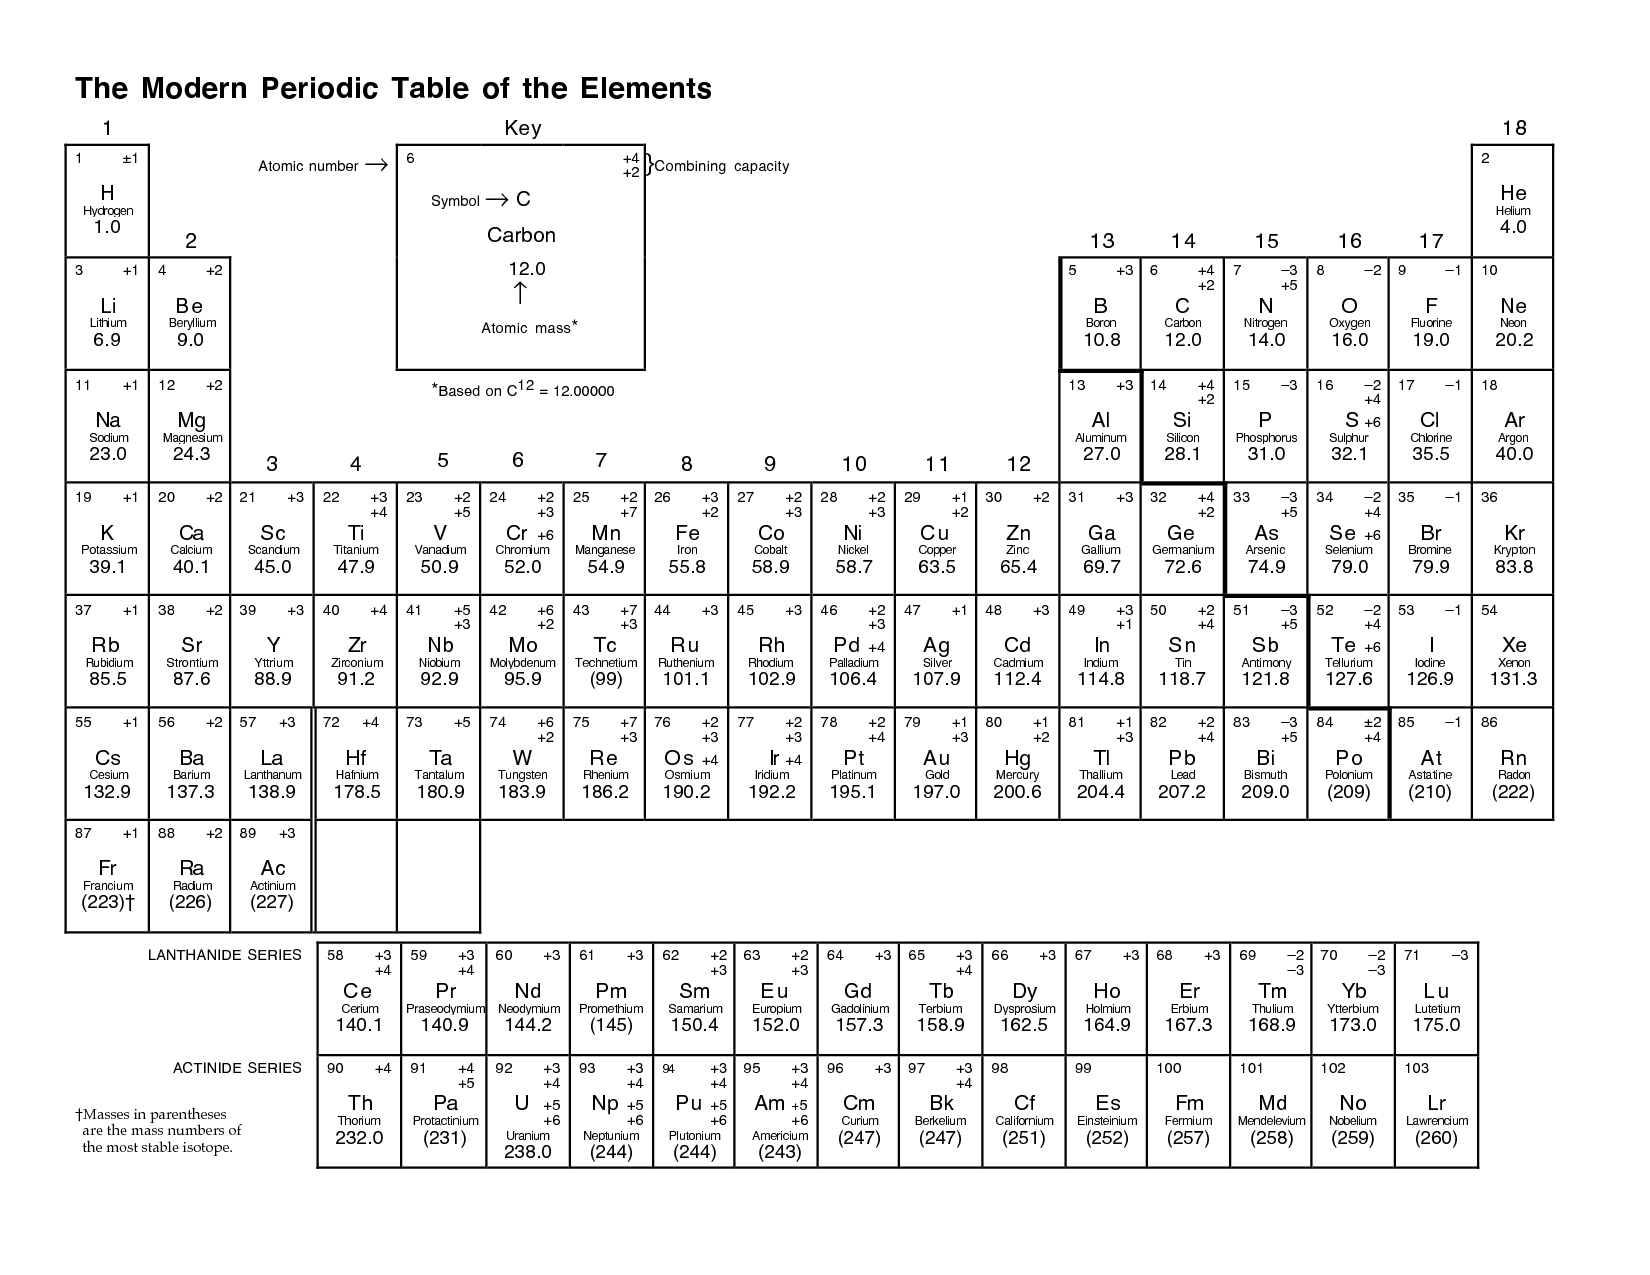 The Modern Periodic Table of the Elements
1 Key 18
1 ±1 Atomic number → 6 +4 } Combining capacity 2
+2
H Symbol → C He
Hydrogen Helium
1.0 Carbon 4.0
2 13 14 15 16 17
3 +1 4 +2 12.0 5 +3 6 +4 7 −3 8 −2 9 −1 10
↑ +2 +5
Li Be B C N O F Ne
Lithium Beryllium Atomic mass* Boron Carbon Nitrogen Oxygen Fluorine Neon
6.9 9.0 10.8 12.0 14.0 16.0 19.0 20.2
11 +1 12 +2 *Based on C12 = 12.00000 13 +3 14 +4 15 −3 16 −2 17 −1 18
+2 +4
Na Mg Al Si P S +6 Cl Ar
Sodium Magnesium Aluminum Silicon Phosphorus Sulphur Chlorine Argon
23.0 24.3 27.0 28.1 31.0 32.1 35.5 40.0
3 4 5 6 7 8 9 10 11 12
19 +1 20 +2 21 +3 22 +3 23 +2 24 +2 25 +2 26 +3 27 +2 28 +2 29 +1 30 +2 31 +3 32 +4 33 −3 34 −2 35 −1 36
+4 +5 +3 +7 +2 +3 +3 +2 +2 +5 +4
K Ca Sc Ti V Cr +6 Mn Fe Co Ni Cu Zn Ga Ge As Se +6 Br Kr
Potassium Calcium Scandium Titanium Vanadium Chromium Manganese Iron Cobalt Nickel Copper Zinc Gallium Germanium Arsenic Selenium Bromine Krypton
39.1 40.1 45.0 47.9 50.9 52.0 54.9 55.8 58.9 58.7 63.5 65.4 69.7 72.6 74.9 79.0 79.9 83.8
37 +1 38 +2 39 +3 40 +4 41 +5 42 +6 43 +7 44 +3 45 +3 46 +2 47 +1 48 +3 49 +3 50 +2 51 −3 52 −2 53 −1 54
+3 +2 +3 +3 +1 +4 +5 +4
Rb Sr Y Zr Nb Mo Tc Ru Rh Pd +4 Ag Cd In Sn Sb Te +6 I Xe
Rubidium Strontium Yttrium Zirconium Niobium Molybdenum Technetium Ruthenium Rhodium Palladium Silver Cadmium Indium Tin Antimony Tellurium Iodine Xenon
85.5 87.6 88.9 91.2 92.9 95.9 (99) 101.1 102.9 106.4 107.9 112.4 114.8 118.7 121.8 127.6 126.9 131.3
55 +1 56 +2 57 +3 72 +4 73 +5 74 +6 75 +7 76 +2 77 +2 78 +2 79 +1 80 +1 81 +1 82 +2 83 −3 84 ±2 85 −1 86
+2 +3 +3 +3 +4 +3 +2 +3 +4 +5 +4
Cs Ba La Hf Ta W Re Os +4 Ir +4 Pt Au Hg Tl Pb Bi Po At Rn
Cesium Barium Lanthanum Hafnium Tantalum Tungsten Rhenium Osmium Iridium Platinum Gold Mercury Thallium Lead Bismuth Polonium Astatine Radon
132.9 137.3 138.9 178.5 180.9 183.9 186.2 190.2 192.2 195.1 197.0 200.6 204.4 207.2 209.0 (209) (210) (222)
87 +1 88 +2 89 +3
Fr Ra Ac
Francium Radium Actinium
(223)† (226) (227)
LANTHANIDE SERIES 58 +3 59 +3 60 +3 61 +3 62 +2 63 +2 64 +3 65 +3 66 +3 67 +3 68 +3 69 −2 70 −2 71 −3
+4 +4 +3 +3 +4 −3 −3
Ce Pr Nd Pm Sm Eu Gd Tb Dy Ho Er Tm Yb Lu
Cerium Praseodymium Neodymium Promethium Samarium Europium Gadolinium Terbium Dysprosium Holmium Erbium Thulium Ytterbium Lutetium
140.1 140.9 144.2 (145) 150.4 152.0 157.3 158.9 162.5 164.9 167.3 168.9 173.0 175.0
ACTINIDE SERIES 90 +4 91 +4 92 +3 93 +3 94 +3 95 +3 96 +3 97 +3 98 99 100 101 102 103
+5 +4 +4 +4 +4 +4
Th Pa U +5 Np +5 Pu +5 Am +5 Cm Bk Cf Es Fm Md No Lr
+6 +6 +6 +6
Thorium Protactinium Uranium Neptunium Plutonium Americium Curium Berkelium Californium Einsteinium Fermium Mendelevium Nobelium Lawrencium
232.0 (231) 238.0 (244) (244) (243) (247) (247) (251) (252) (257) (258) (259) (260)
†Masses in parentheses
are the mass numbers of
the most stable isotope.